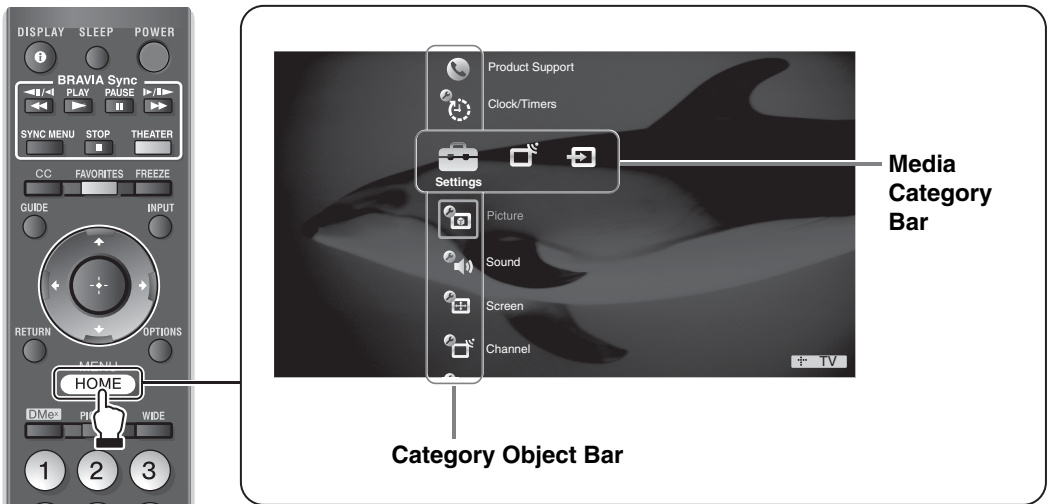 DISPLAY SLEEP POWER
BRAVIA Sync
PLAY PAUSE
SYNC MENU STOP THEATER
CC FAVORITES FREEZE
GUIDE INPUT
RETURN OPTIONS
MENU
HOME
DMex WIDE
1 2 3
Product Support
Clock/Timers
Settings
Picture
Sound
Screen
Channel
TV
Media
Category
Bar
Category Object Bar